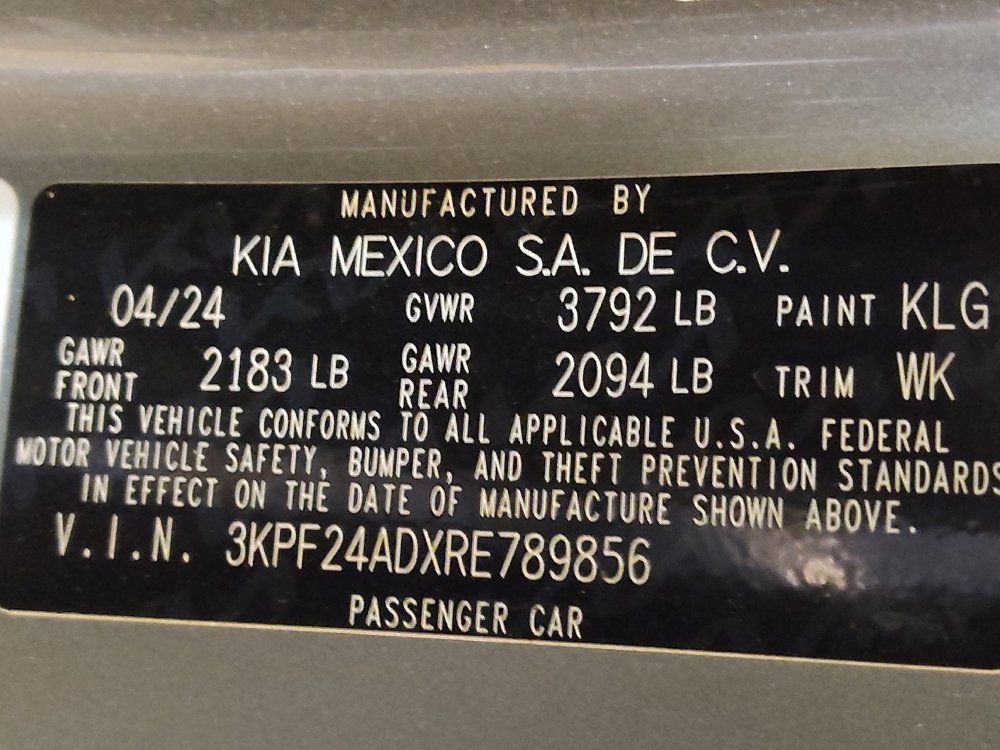 MANUFACTURED BY
KIA MEXICO S.A. DE C.V.
04/24 GVWR 3792 LB PAINT KLG
GAWR FRONT 2183 LB GAWR REAR 2094 LB TRIM WK
THIS VEHICLE CONFORMS TO ALL APPLICABLE U.S.A. FEDERAL
MOTOR VEHICLE SAFETY, BUMPER, AND THEFT PREVENTION STANDARDS
IN EFFECT ON THE DATE OF MANUFACTURE SHOWN ABOVE.
V.I.N. 3KPF24ADXRE789856
PASSENGER CAR